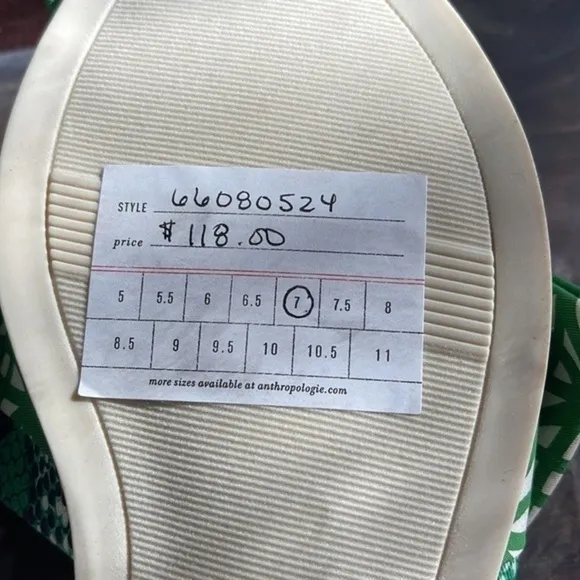 STYLE 66080524
price $118.00
5 5.5 6 6.5 7 7.5 8
8.5 9 9.5 10 10.5 11
more sizes available at anthropologie.com